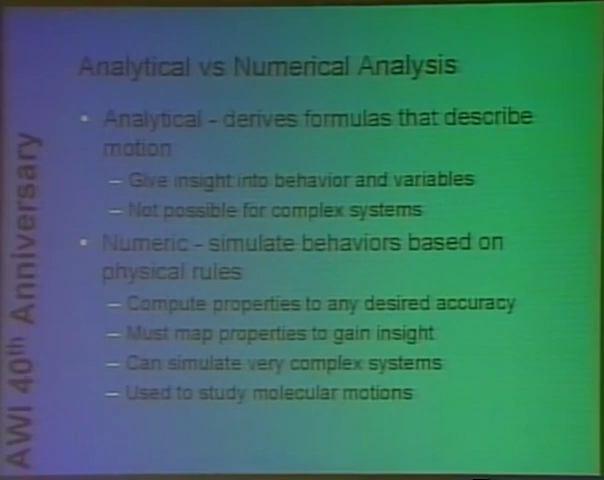 Analytical vs Numerical Analysis
• Analytical - derives formulas that describe
motion
– Give insight into behavior and variables
– Not possible for complex systems
• Numeric - simulate behaviors based on
physical rules
– Compute properties to any desired accuracy
– Must map properties to gain insight
– Can simulate very complex systems
– Used to study molecular motions
AWI 40th Anniversary